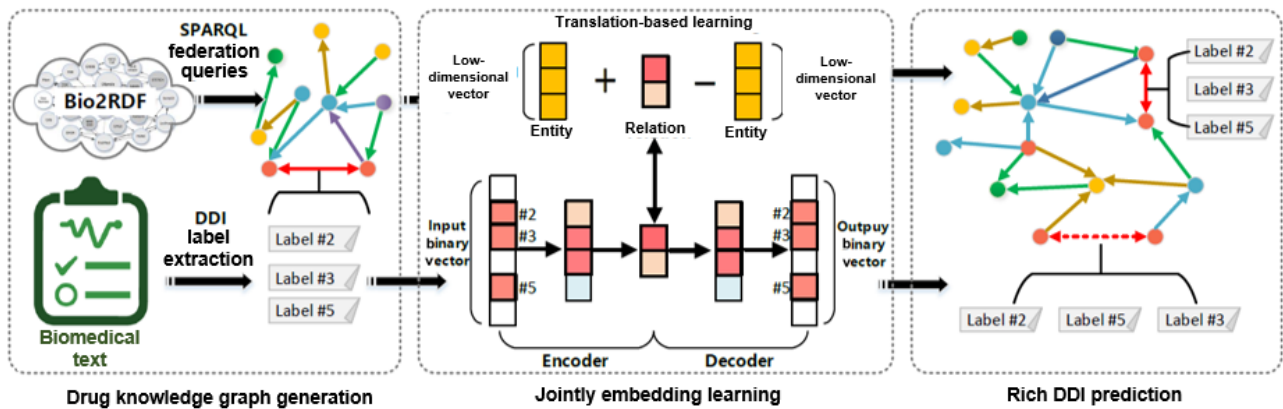 SPARQL
federation
queries
Bio2RDF
DDI
label
extraction
Biomedical
text
Label #2
Label #3
Label #5
Drug knowledge graph generation
Translation-based learning
Low-
dimensional
vector
Entity
+
Relation
−
Entity
Low-
dimensional
vector
Input
binary
vector
#2
#3
#5
#2
#3
#5
Outpuy
binary
vector
Encoder
Decoder
Jointly embedding learning
Label #2
Label #3
Label #5
Label #2
Label #5
Label #3
Rich DDI prediction